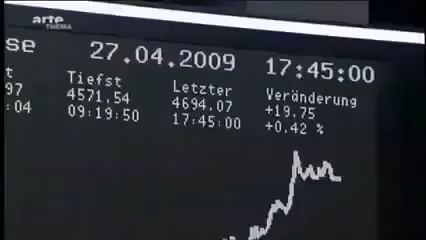 arte
THEMA
se 27.04.2009 17:45:00
t Tiefst Letzter Veränderung
97 4571.54 4694.07 +19.75
:04 09:19:50 17:45:00 +0.42 %